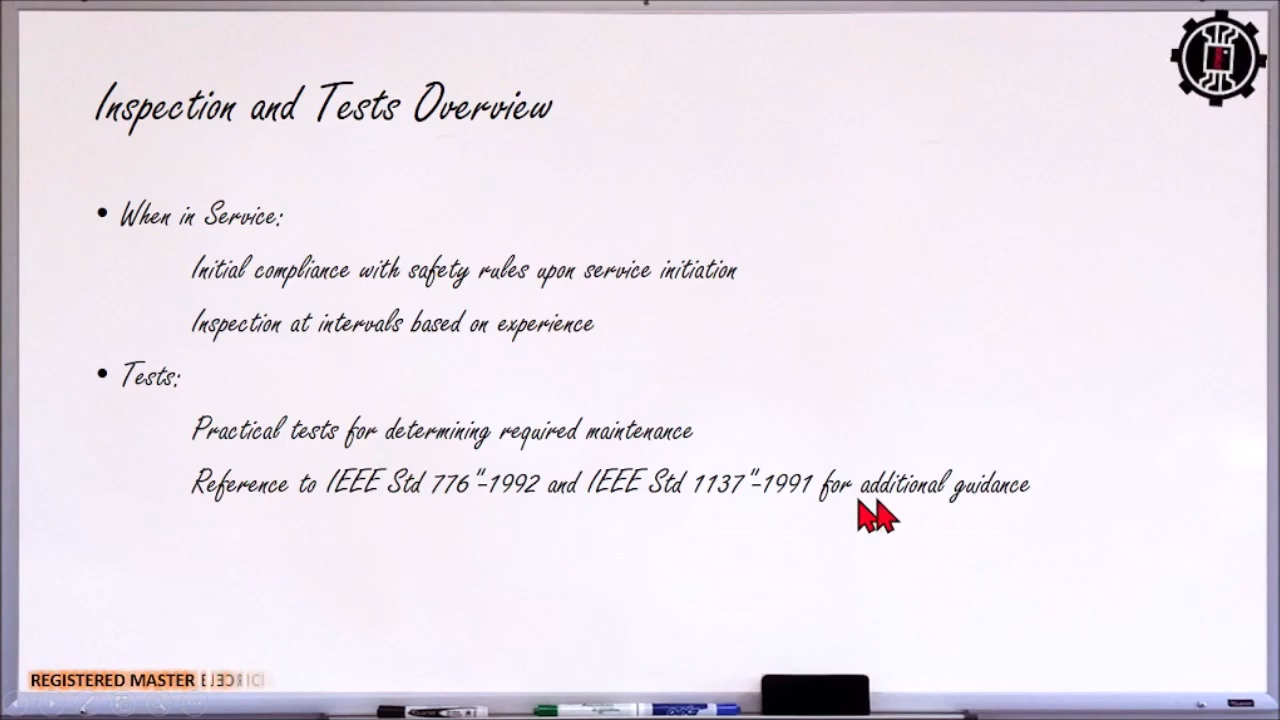 Inspection and Tests Overview
• When in Service:
Initial compliance with safety rules upon service initiation
Inspection at intervals based on experience
• Tests:
Practical tests for determining required maintenance
Reference to IEEE Std 776"-1992 and IEEE Std 1137"-1991 for additional guidance
REGISTERED MASTER